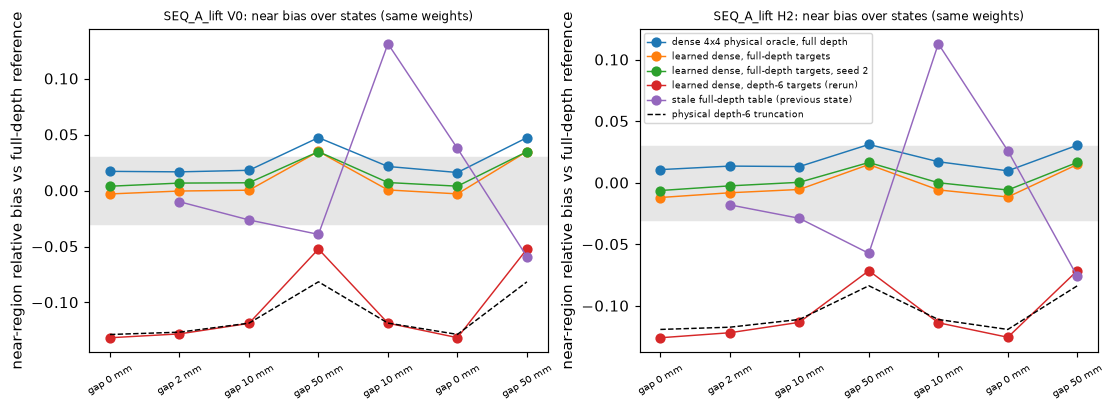 SEQ_A_lift V0: near bias over states (same weights)
near-region relative bias vs full-depth reference
0.10
0.05
0.00
−0.05
−0.10
gap 0 mm
gap 2 mm
gap 10 mm
gap 50 mm
gap 10 mm
gap 0 mm
gap 50 mm
SEQ_A_lift H2: near bias over states (same weights)
near-region relative bias vs full-depth reference
dense 4x4 physical oracle, full depth
learned dense, full-depth targets
learned dense, full-depth targets, seed 2
learned dense, depth-6 targets (rerun)
stale full-depth table (previous state)
physical depth-6 truncation
0.10
0.05
0.00
−0.05
−0.10
gap 0 mm
gap 2 mm
gap 10 mm
gap 50 mm
gap 10 mm
gap 0 mm
gap 50 mm